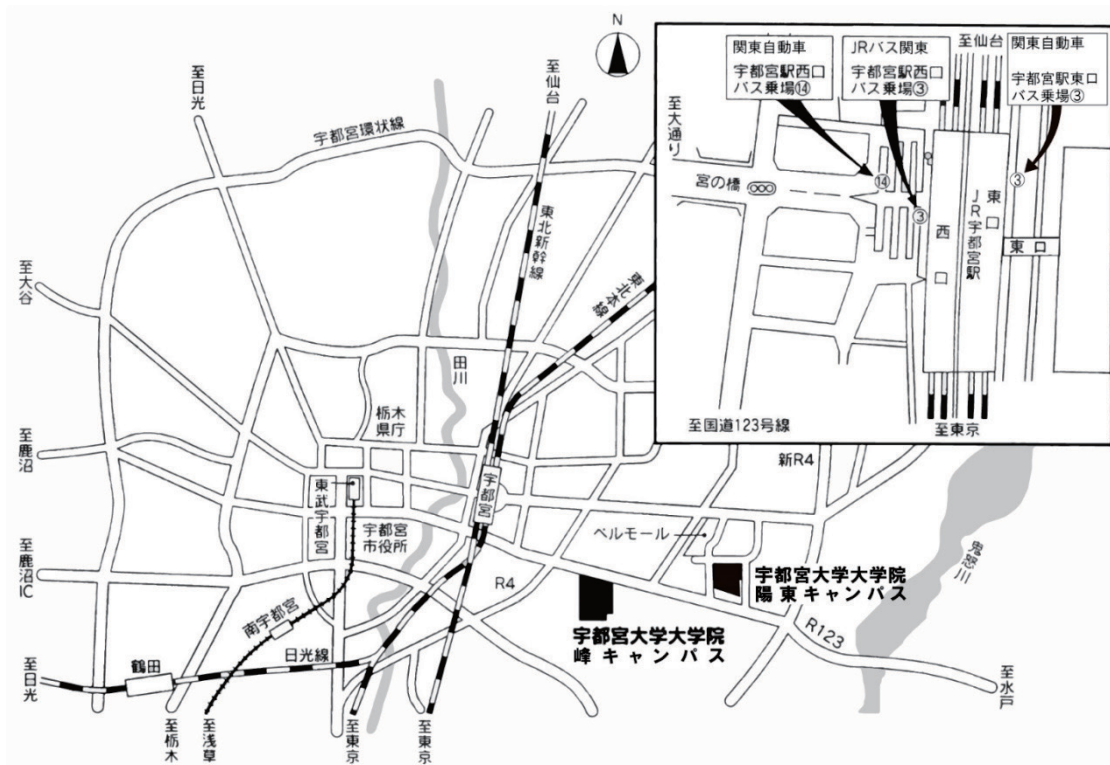 N
至日光
至仙台
宇都宮環状線
東北新幹線
東北本線
至大谷
田川
栃木
県庁
至鹿沼
東武宇都宮
宇都宮
宇都宮
市役所
至鹿沼IC
R4
南宇都宮
鶴田
日光線
至日光
至栃木
至浅草
至東京
至東京
新R4
ベルモール
鬼怒川
宇都宮大学大学院
陽東キャンパス
宇都宮大学大学院
峰キャンパス
R123
至水戸
関東自動車
宇都宮駅西口
バス乗場⑭
JRバス関東
宇都宮駅西口
バス乗場③
至仙台
関東自動車
宇都宮駅東口
バス乗場③
至大通り
宮の橋
⑭
③
③
西口
JR宇都宮駅
東口
東口
至国道123号線
至東京